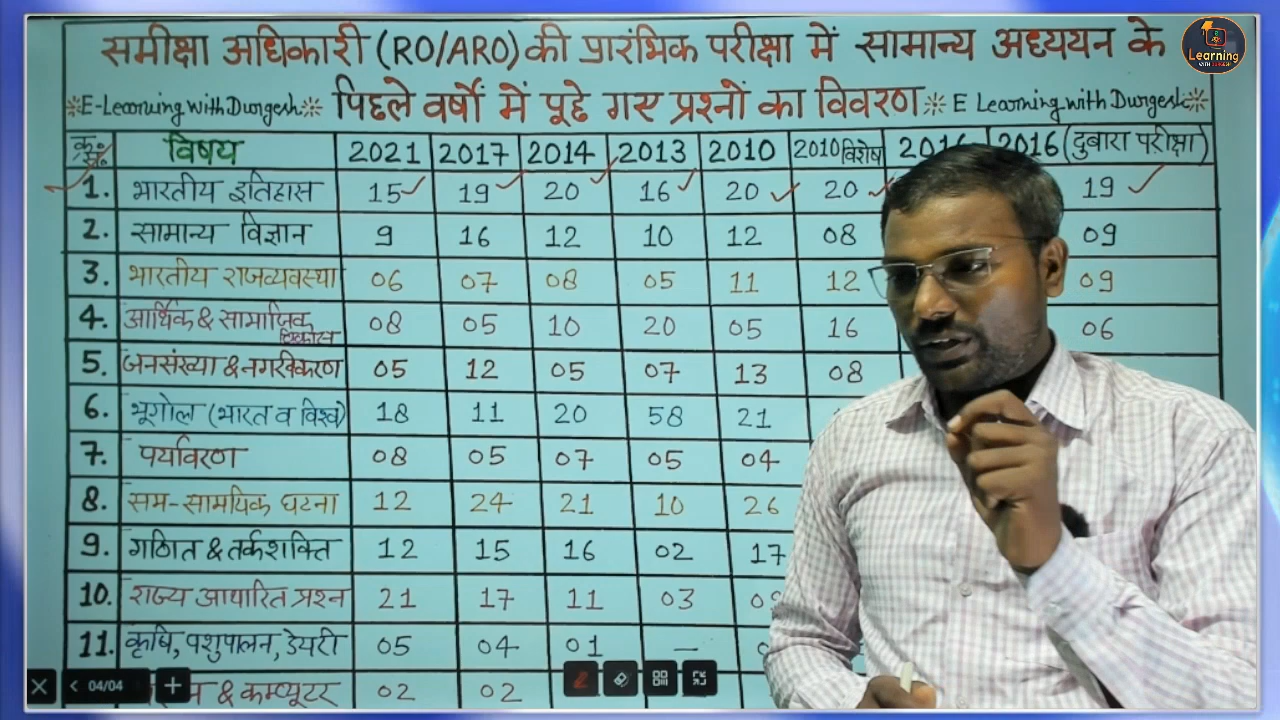 समीक्षा अधिकारी (RO/ARO) की प्रारंभिक परीक्षा में सामान्य अध्ययन के
Learning
E-Learning with Durgesh पिछले वर्षों में पूछे गए प्रश्नों का विवरण E Learning with Durgesh
क्र.सं. विषय 2021 2017 2014 2013 2010 2010 विशेष 2016 2016 (दुबारा परीक्षा)
1. भारतीय इतिहास 15 19 20 16 20 20 19
2. सामान्य विज्ञान 9 16 12 10 12 08 09
3. भारतीय राजव्यवस्था 06 07 08 05 11 12 09
4. आर्थिक & सामाजिक विकास 08 05 10 20 05 16 06
5. जनसंख्या & नगरीकरण 05 12 05 07 13 08
6. भूगोल (भारत व विश्व) 18 11 20 58 21
7. पर्यावरण 08 05 07 05 04
8. सम-सामयिक घटना 12 24 21 10 26
9. गणित & तर्कशक्ति 12 15 16 02 17
10. राज्य आधारित प्रश्न 21 17 11 03
11. कृषि, पशुपालन, डेयरी 05 04 01 —
& कम्प्यूटर 02 02
04/04